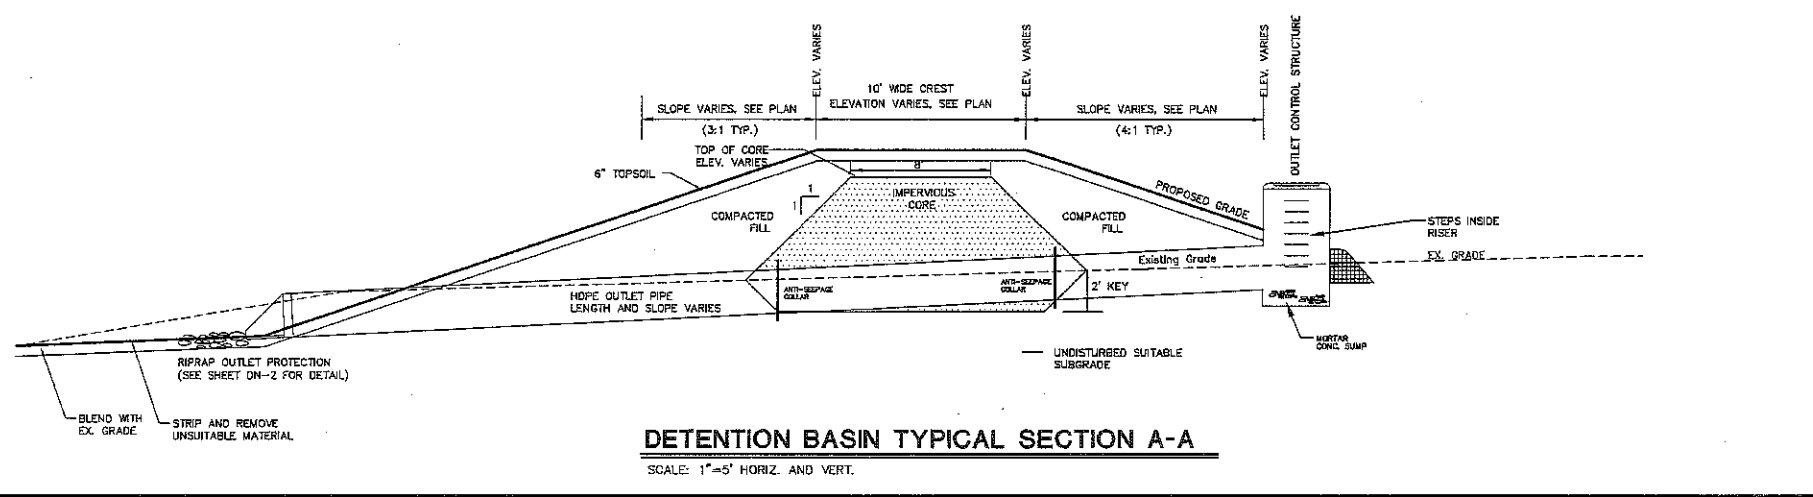 ELEV. VARIES
ELEV. VARIES
ELEV. VARIES
OUTLET CONTROL STRUCTURE
10' WIDE CREST
ELEVATION VARIES, SEE PLAN
SLOPE VARIES, SEE PLAN
(3:1 TYP.)
SLOPE VARIES, SEE PLAN
(4:1 TYP.)
TOP OF CORE
ELEV. VARIES
8'
6" TOPSOIL
1
1
IMPERVIOUS
CORE
PROPOSED GRADE
COMPACTED
FILL
COMPACTED
FILL
STEPS INSIDE
RISER
Existing Grade
EX. GRADE
ANTI-SEEPAGE
COLLAR
ANTI-SEEPAGE
COLLAR
2' KEY
HDPE OUTLET PIPE
LENGTH AND SLOPE VARIES
MORTAR
CONC. SUMP
UNDISTURBED SUITABLE
SUBGRADE
RIPRAP OUTLET PROTECTION
(SEE SHEET DN-2 FOR DETAIL)
BLEND WITH
EX. GRADE
STRIP AND REMOVE
UNSUITABLE MATERIAL
DETENTION BASIN TYPICAL SECTION A-A
SCALE: 1"=5' HORIZ. AND VERT.